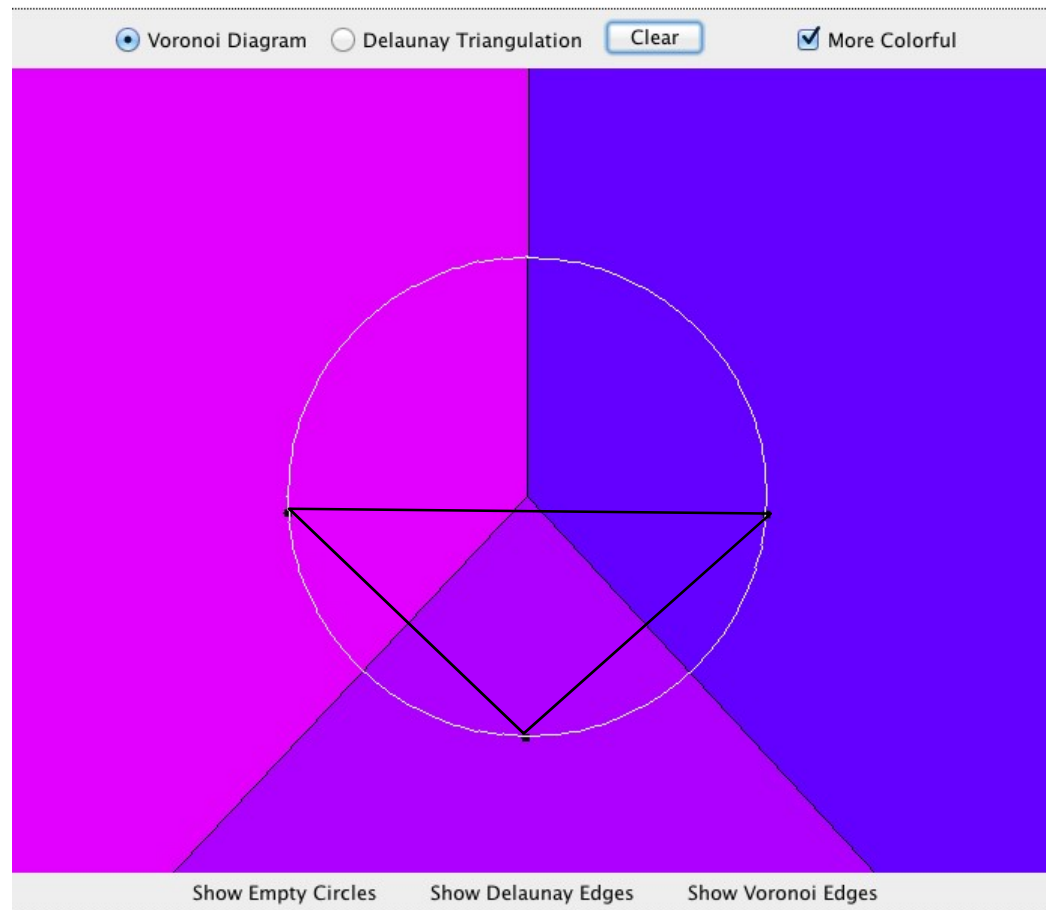 Voronoi Diagram Delaunay Triangulation Clear More Colorful
Show Empty Circles Show Delaunay Edges Show Voronoi Edges